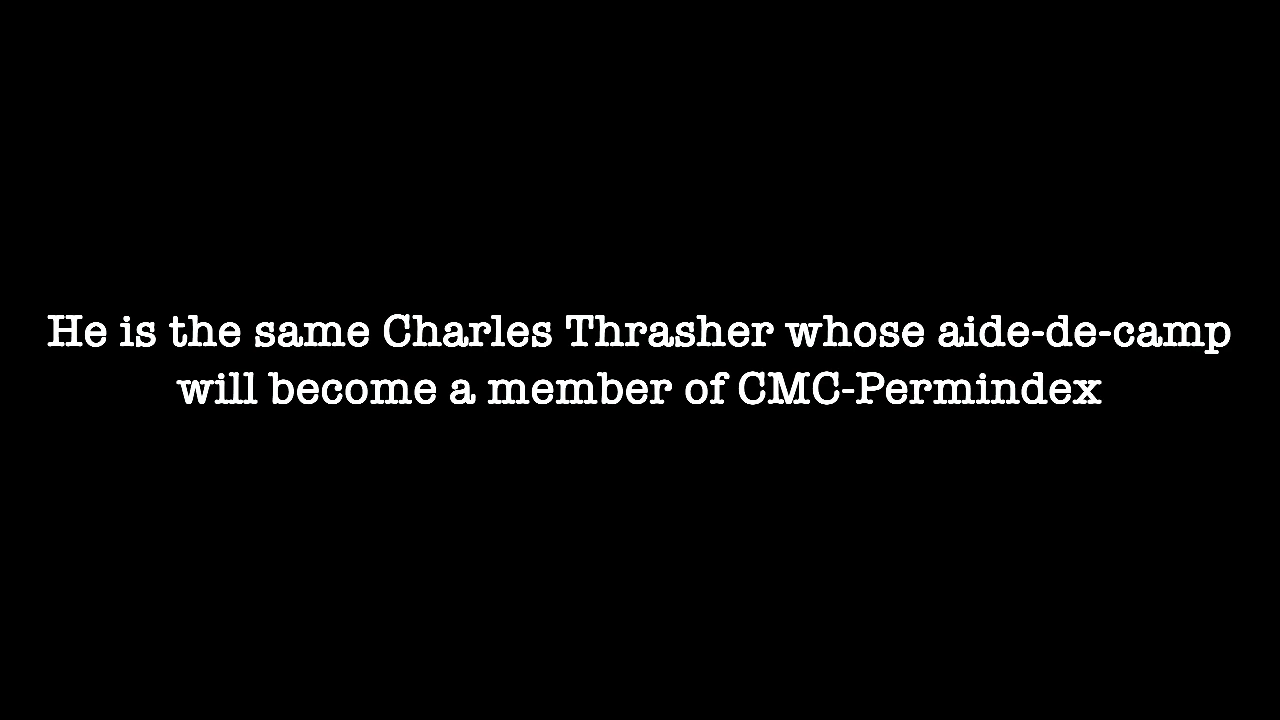 He is the same Charles Thrasher whose aide-de-camp
will become a member of CMC-Permindex